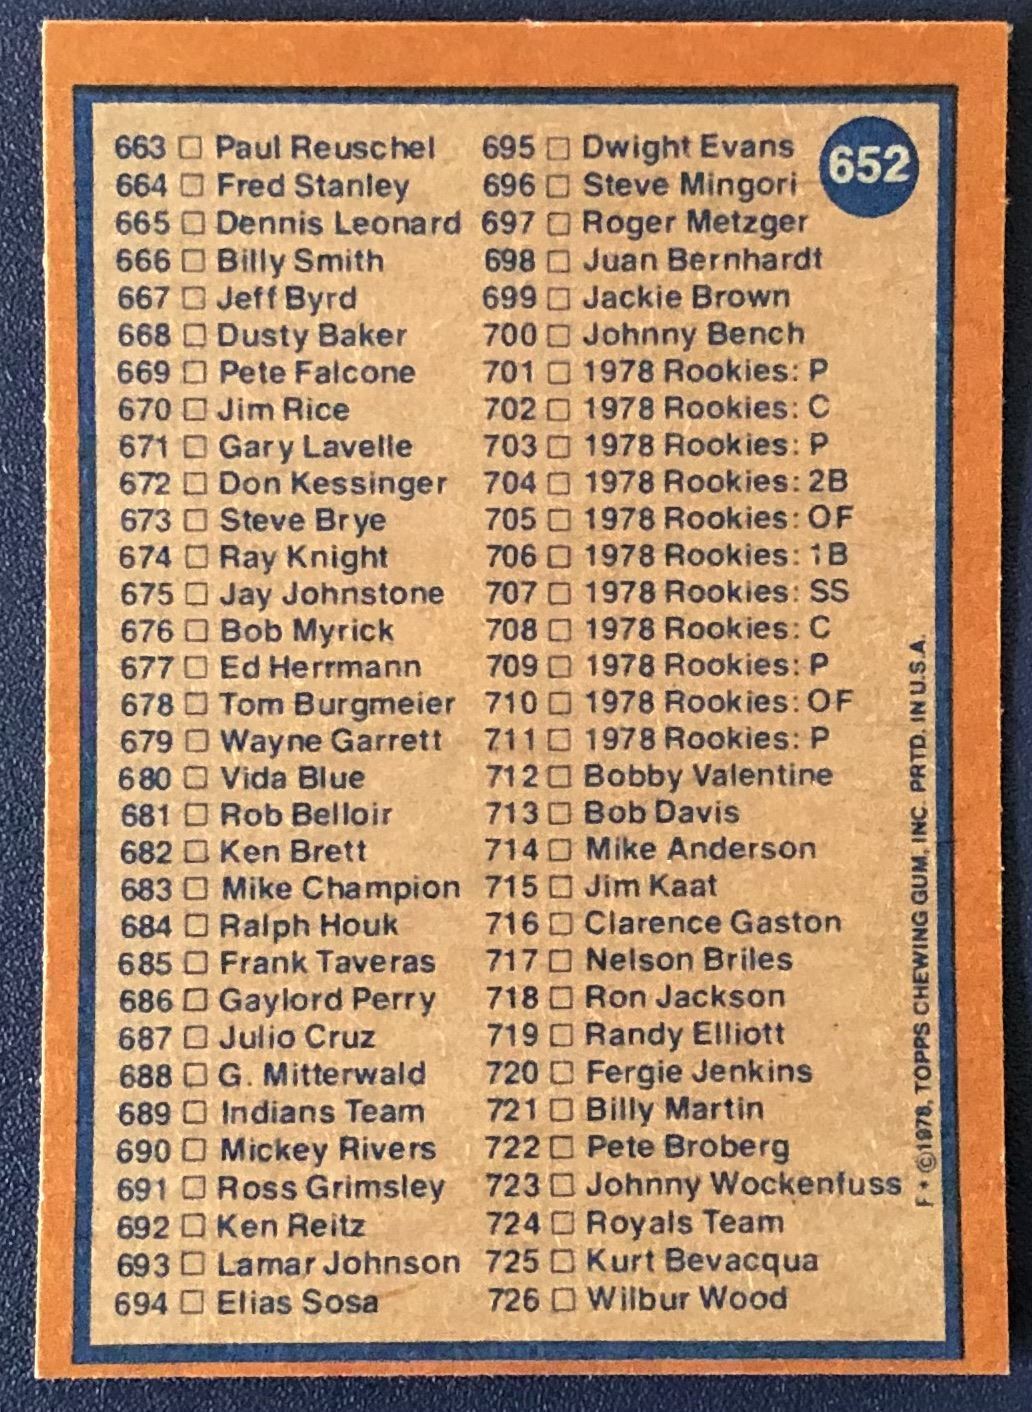 652
663 □ Paul Reuschel
664 □ Fred Stanley
665 □ Dennis Leonard
666 □ Billy Smith
667 □ Jeff Byrd
668 □ Dusty Baker
669 □ Pete Falcone
670 □ Jim Rice
671 □ Gary Lavelle
672 □ Don Kessinger
673 □ Steve Brye
674 □ Ray Knight
675 □ Jay Johnstone
676 □ Bob Myrick
677 □ Ed Herrmann
678 □ Tom Burgmeier
679 □ Wayne Garrett
680 □ Vida Blue
681 □ Rob Belloir
682 □ Ken Brett
683 □ Mike Champion
684 □ Ralph Houk
685 □ Frank Taveras
686 □ Gaylord Perry
687 □ Julio Cruz
688 □ G. Mitterwald
689 □ Indians Team
690 □ Mickey Rivers
691 □ Ross Grimsley
692 □ Ken Reitz
693 □ Lamar Johnson
694 □ Elias Sosa
695 □ Dwight Evans
696 □ Steve Mingori
697 □ Roger Metzger
698 □ Juan Bernhardt
699 □ Jackie Brown
700 □ Johnny Bench
701 □ 1978 Rookies: P
702 □ 1978 Rookies: C
703 □ 1978 Rookies: P
704 □ 1978 Rookies: 2B
705 □ 1978 Rookies: OF
706 □ 1978 Rookies: 1B
707 □ 1978 Rookies: SS
708 □ 1978 Rookies: C
709 □ 1978 Rookies: P
710 □ 1978 Rookies: OF
711 □ 1978 Rookies: P
712 □ Bobby Valentine
713 □ Bob Davis
714 □ Mike Anderson
715 □ Jim Kaat
716 □ Clarence Gaston
717 □ Nelson Briles
718 □ Ron Jackson
719 □ Randy Elliott
720 □ Fergie Jenkins
721 □ Billy Martin
722 □ Pete Broberg
723 □ Johnny Wockenfuss
724 □ Royals Team
725 □ Kurt Bevacqua
726 □ Wilbur Wood
F * ©1978, TOPPS CHEWING GUM, INC. PRTD. IN U.S.A.